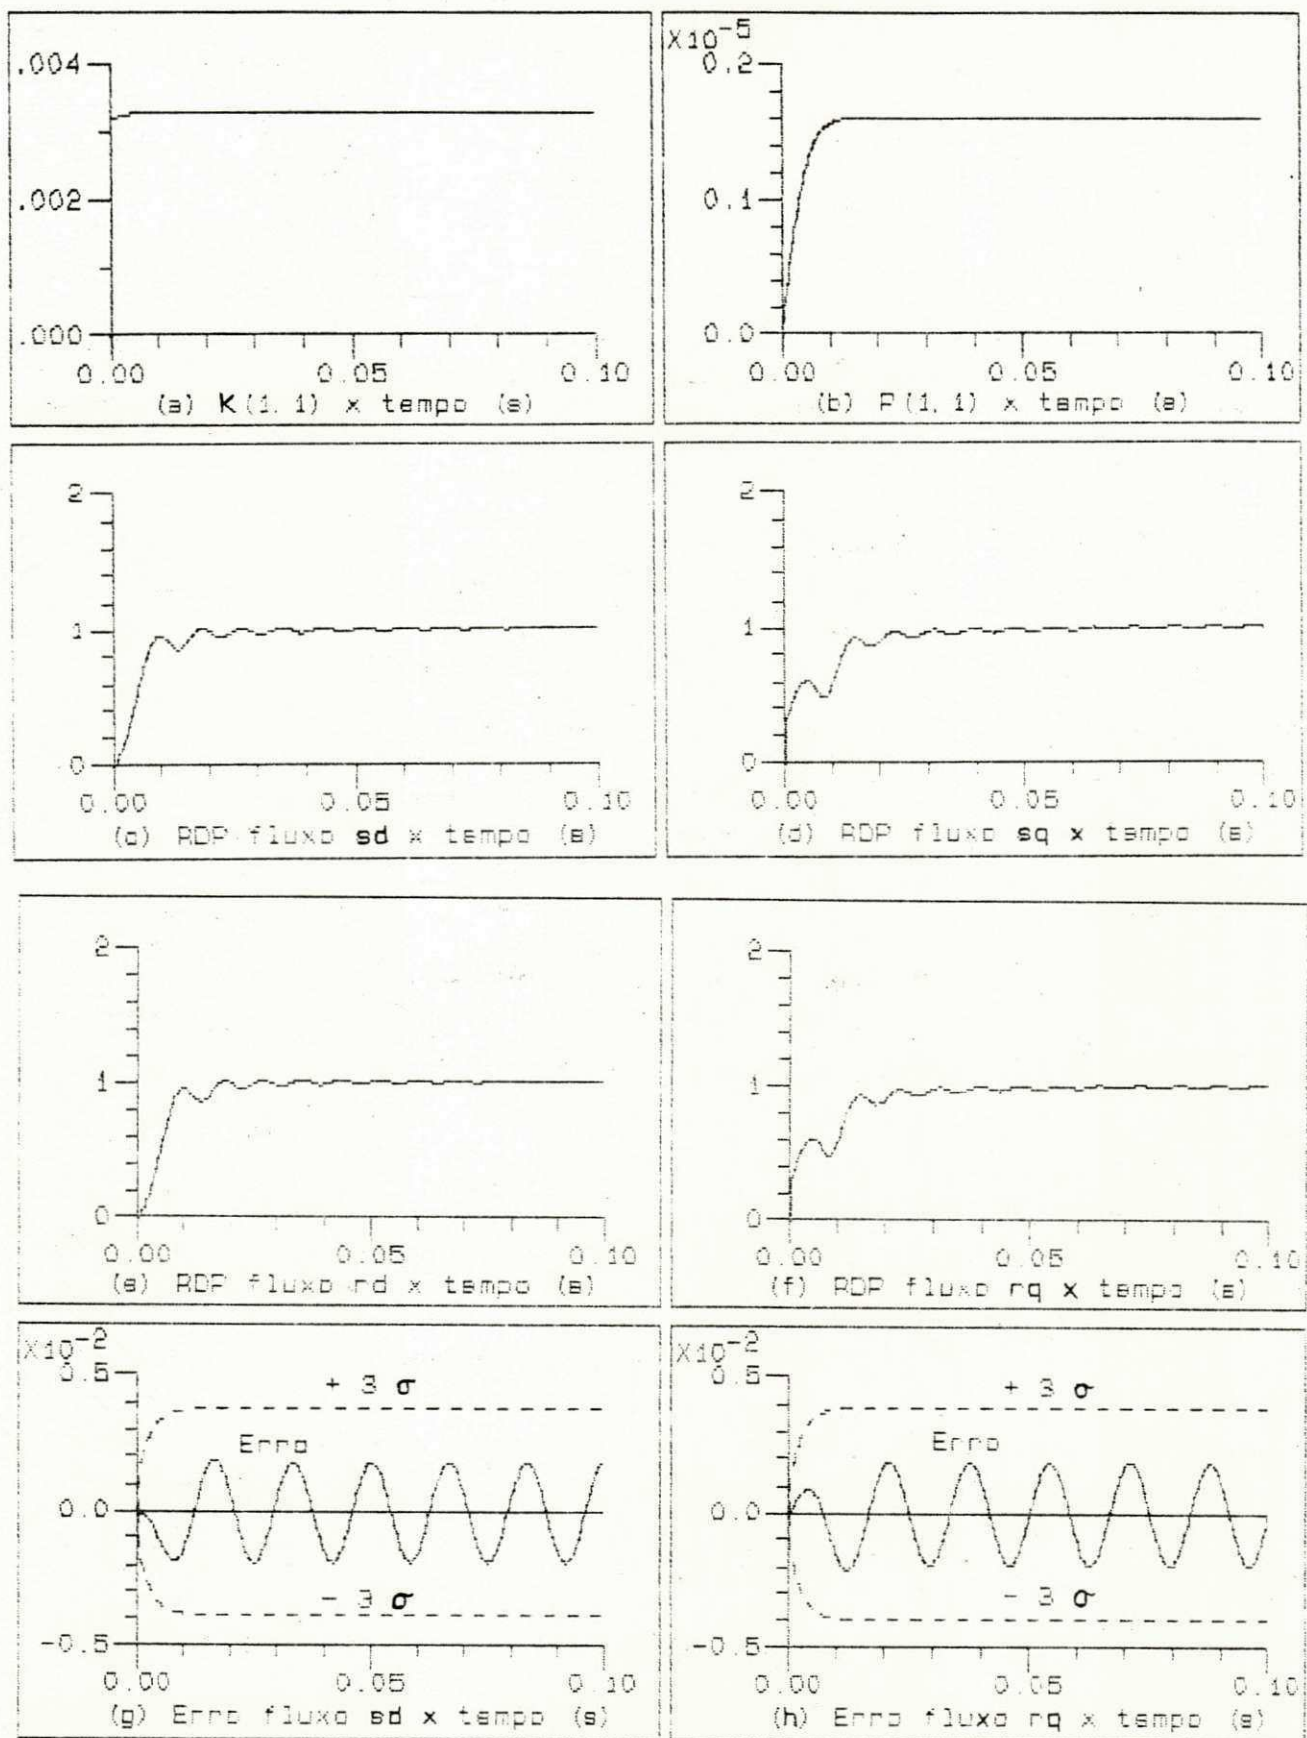 .004
.002
.000
0.00 0.05 0.10
(a) K(1,1) x tempo (s)
X10-5
0.2
0.1
0.0
0.00 0.05 0.10
(b) P(1,1) x tempo (s)
2
1
0
0.00 0.05 0.10
(c) RDP fluxo sd x tempo (s)
2
1
0
0.00 0.05 0.10
(d) RDP fluxo sq x tempo (s)
2
1
0
0.00 0.05 0.10
(e) RDP fluxo rd x tempo (s)
2
1
0
0.00 0.05 0.10
(f) RDP fluxo rq x tempo (s)
X10-2
0.5
+ 3 σ
Erro
0.0
- 3 σ
-0.5
0.00 0.05 0.10
(g) Erro fluxo sd x tempo (s)
X10-2
0.5
+ 3 σ
Erro
0.0
- 3 σ
-0.5
0.00 0.05 0.10
(h) Erro fluxo rq x tempo (s)